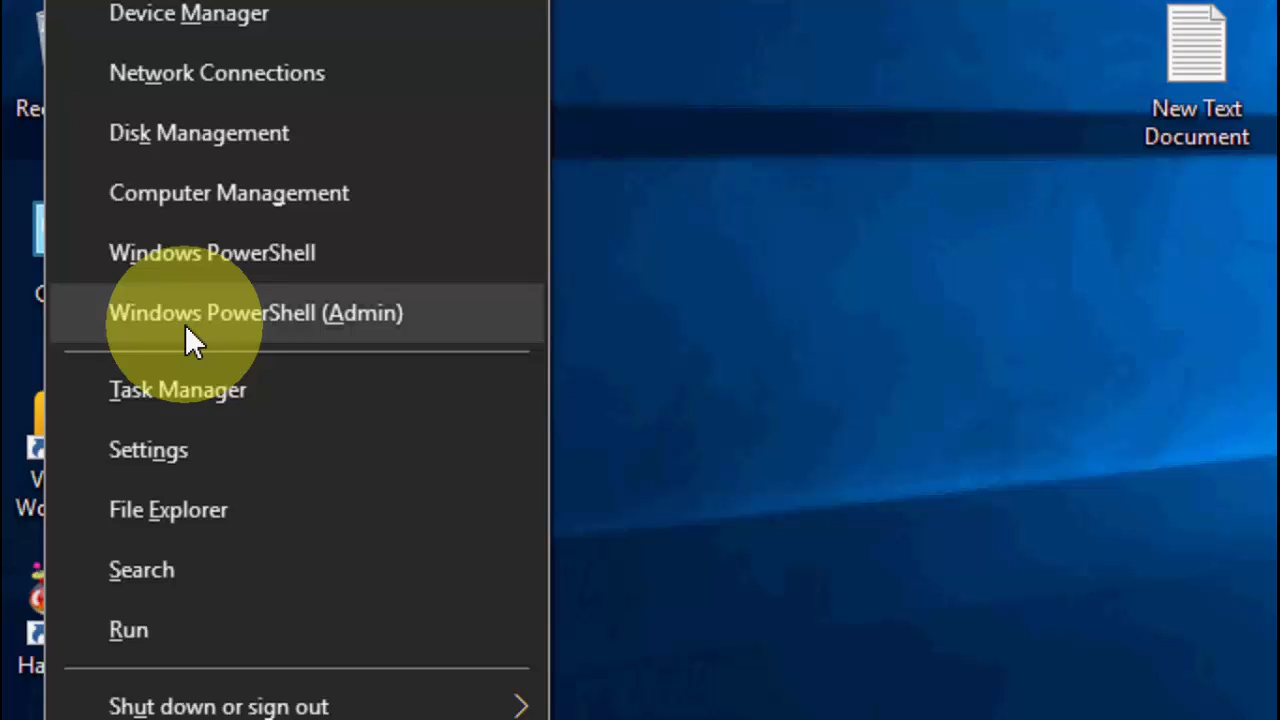 Device Manager
Network Connections
Disk Management
Computer Management
Windows PowerShell
Windows PowerShell (Admin)
Task Manager
Settings
File Explorer
Search
Run
Shut down or sign out
New Text
Document